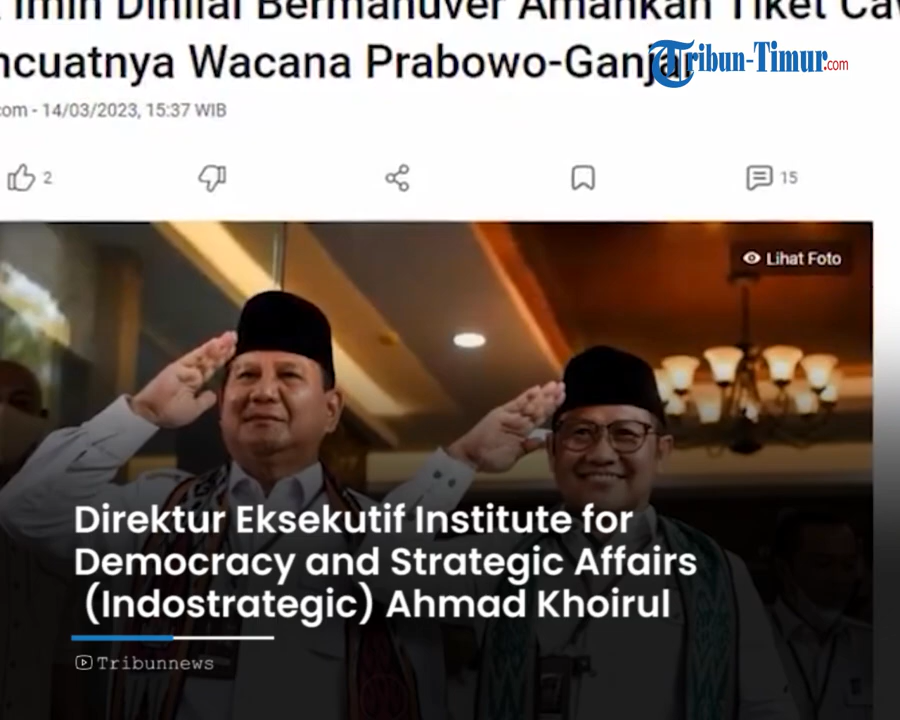 Imin Dinilai Bermanuver Amankan Tiket
ncuatnya Wacana Prabowo-Ganjar
Tribun-Timur.com
com - 14/03/2023, 15:37 WIB
2
15
Lihat Foto
Direktur Eksekutif Institute for
Democracy and Strategic Affairs
(Indostrategic) Ahmad Khoirul
Tribunnews